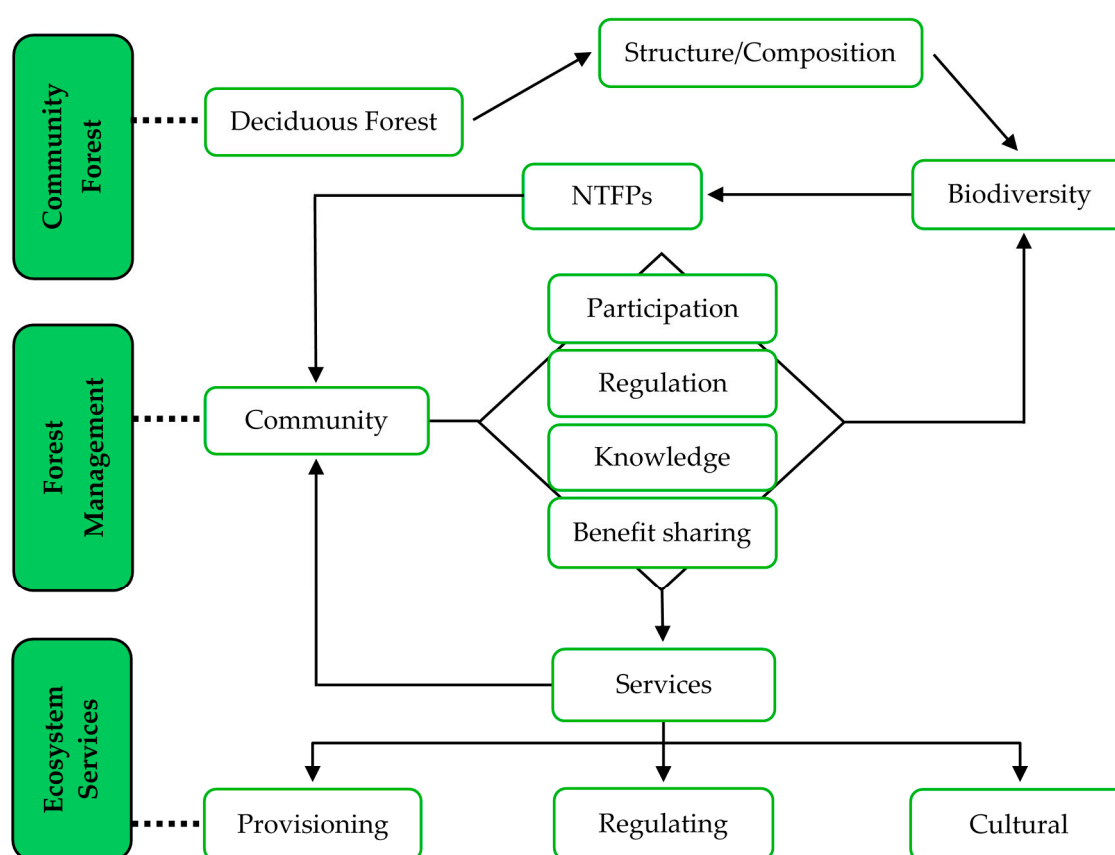 Community
Forest
Deciduous Forest
Structure/Composition
NTFPs
Biodiversity
Forest
Management
Community
Participation
Regulation
Knowledge
Benefit sharing
Ecosystem
Services
Services
Provisioning
Regulating
Cultural